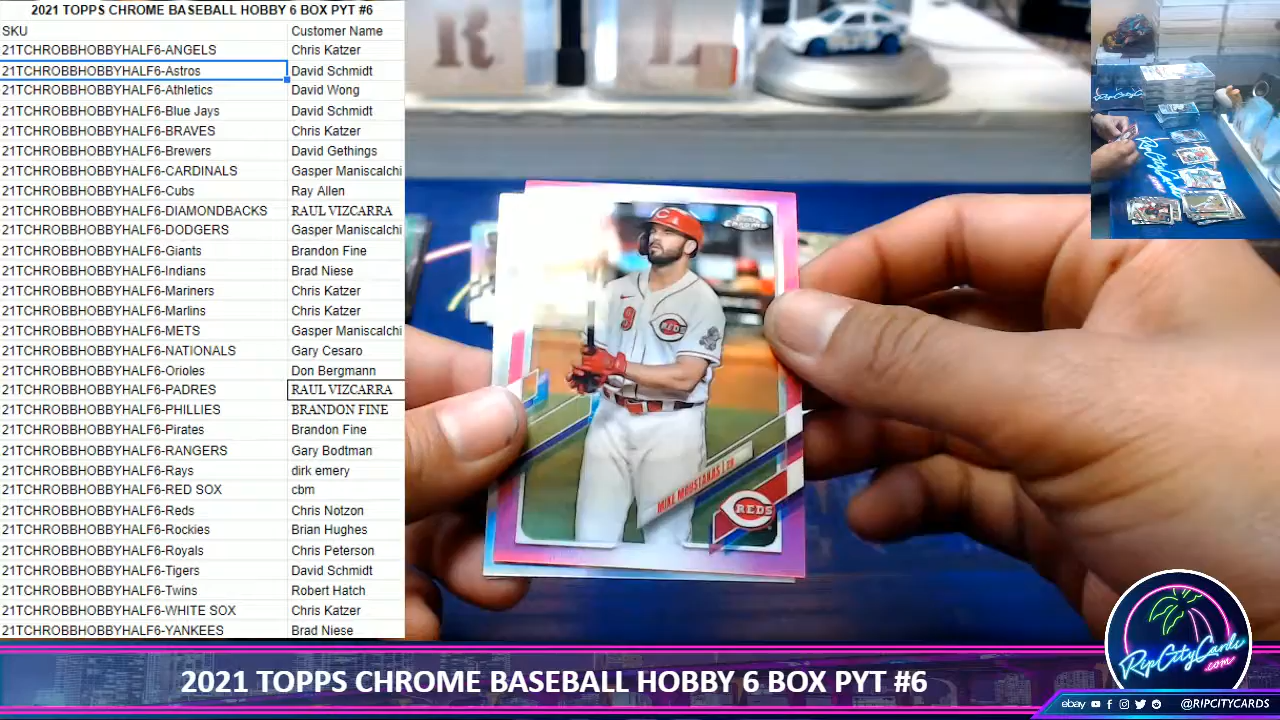 2021 TOPPS CHROME BASEBALL HOBBY 6 BOX PYT #6
SKU Customer Name
21TCHROBBHOBBYHALF6-ANGELS Chris Katzer
21TCHROBBHOBBYHALF6-Astros David Schmidt
21TCHROBBHOBBYHALF6-Athletics David Wong
21TCHROBBHOBBYHALF6-Blue Jays David Schmidt
21TCHROBBHOBBYHALF6-BRAVES Chris Katzer
21TCHROBBHOBBYHALF6-Brewers David Gethings
21TCHROBBHOBBYHALF6-CARDINALS Gasper Maniscalchi
21TCHROBBHOBBYHALF6-Cubs Ray Allen
21TCHROBBHOBBYHALF6-DIAMONDBACKS RAUL VIZCARRA
21TCHROBBHOBBYHALF6-DODGERS Gasper Maniscalchi
21TCHROBBHOBBYHALF6-Giants Brandon Fine
21TCHROBBHOBBYHALF6-Indians Brad Niese
21TCHROBBHOBBYHALF6-Mariners Chris Katzer
21TCHROBBHOBBYHALF6-Marlins Chris Katzer
21TCHROBBHOBBYHALF6-METS Gasper Maniscalchi
21TCHROBBHOBBYHALF6-NATIONALS Gary Cesaro
21TCHROBBHOBBYHALF6-Orioles Don Bergmann
21TCHROBBHOBBYHALF6-PADRES RAUL VIZCARRA
21TCHROBBHOBBYHALF6-PHILLIES BRANDON FINE
21TCHROBBHOBBYHALF6-Pirates Brandon Fine
21TCHROBBHOBBYHALF6-RANGERS Gary Bodtman
21TCHROBBHOBBYHALF6-Rays dirk emery
21TCHROBBHOBBYHALF6-RED SOX cbm
21TCHROBBHOBBYHALF6-Reds Chris Notzon
21TCHROBBHOBBYHALF6-Rockies Brian Hughes
21TCHROBBHOBBYHALF6-Royals Chris Peterson
21TCHROBBHOBBYHALF6-Tigers David Schmidt
21TCHROBBHOBBYHALF6-Twins Robert Hatch
21TCHROBBHOBBYHALF6-WHITE SOX Chris Katzer
21TCHROBBHOBBYHALF6-YANKEES Brad Niese
R L
C
9 REDS
MIKE MOUSTAKAS | 2B
REDS
RipCityCards
.com
2021 TOPPS CHROME BASEBALL HOBBY 6 BOX PYT #6
ebay @RIPCITYCARDS